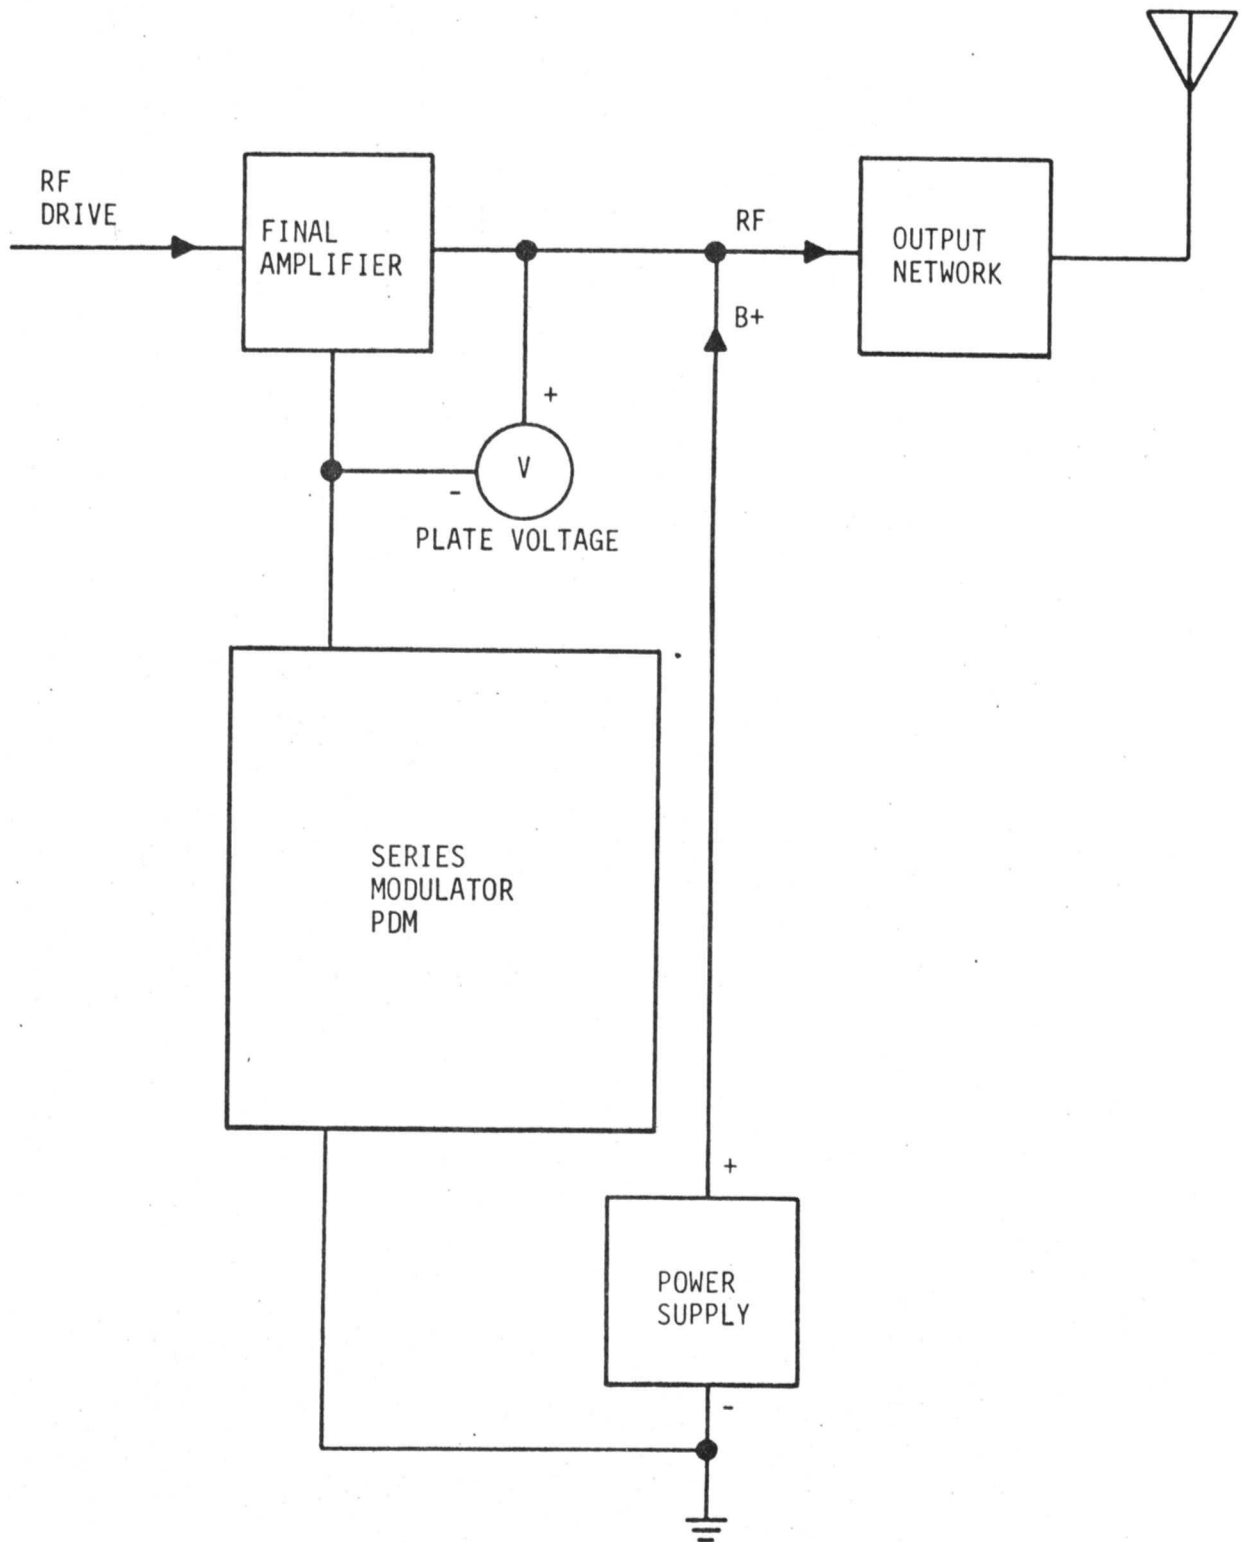 RF
DRIVE
FINAL
AMPLIFIER
RF
OUTPUT
NETWORK
B+
+
V
-
PLATE VOLTAGE
SERIES
MODULATOR
PDM
+
POWER
SUPPLY
-